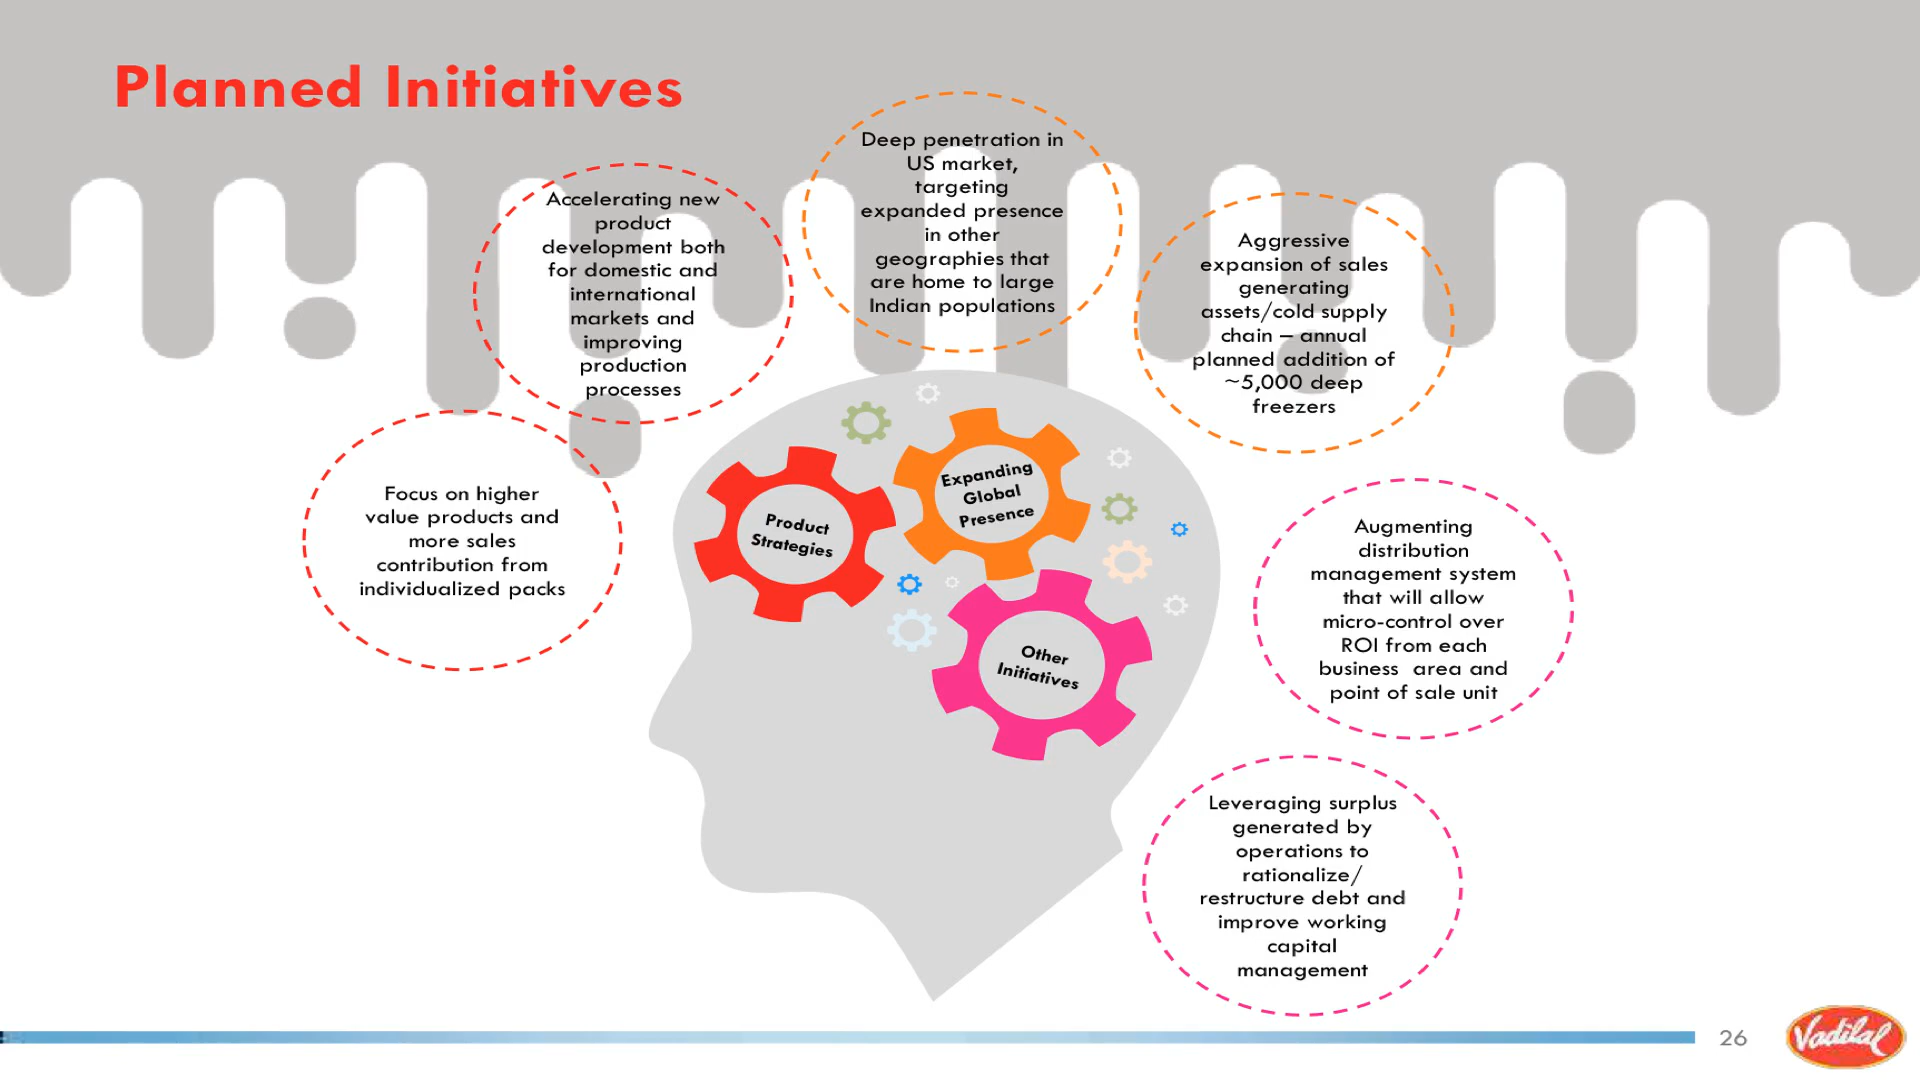 Planned Initiatives
Deep penetration in
US market,
targeting
expanded presence
in other
geographies that
are home to large
Indian populations
Accelerating new
product
development both
for domestic and
international
markets and
improving
production
processes
Aggressive
expansion of sales
generating
assets/cold supply
chain – annual
planned addition of
~5,000 deep
freezers
Focus on higher
value products and
more sales
contribution from
individualized packs
Product
Strategies
Expanding
Global
Presence
Other
Initiatives
Augmenting
distribution
management system
that will allow
micro-control over
ROI from each
business area and
point of sale unit
Leveraging surplus
generated by
operations to
rationalize/
restructure debt and
improve working
capital
management
26
Vadilal